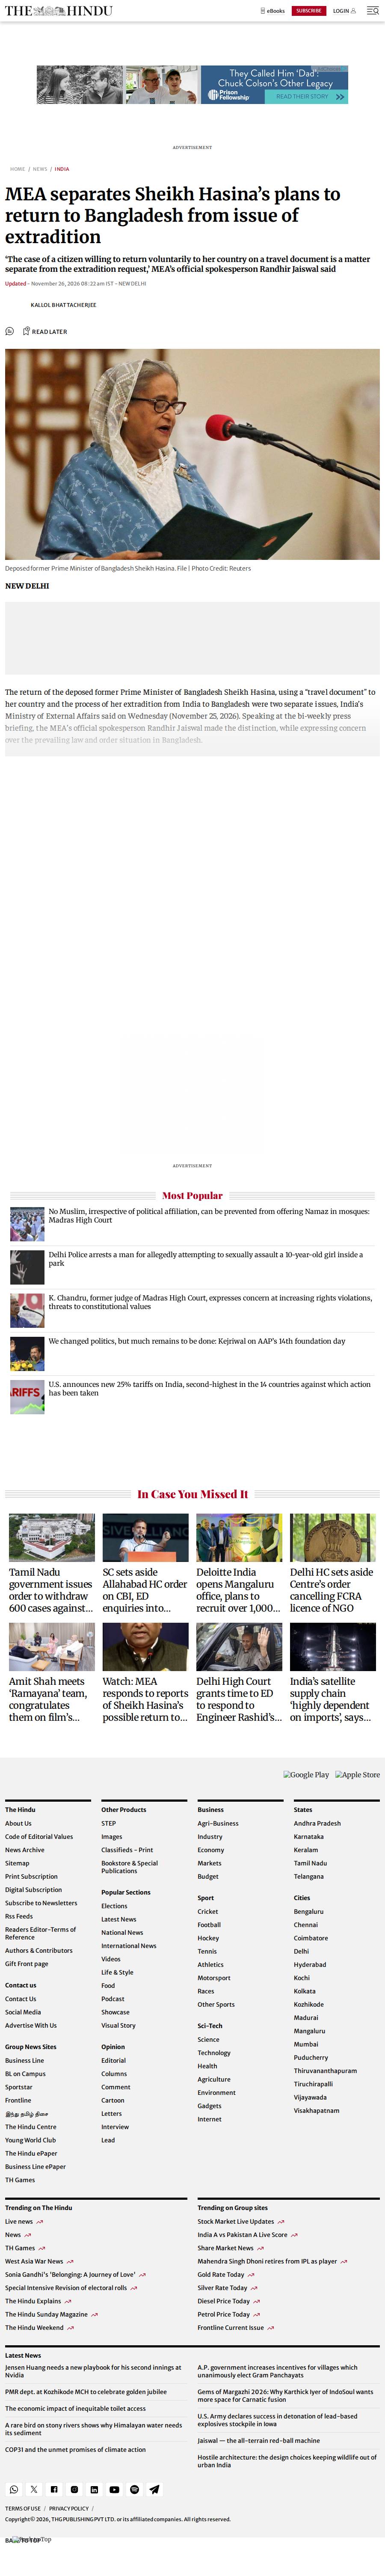 THE HINDU
eBooks
SUBSCRIBE
LOGIN
They Called Him ‘Dad’:
Chuck Colson's Other Legacy
Prison
Fellowship
READ THEIR STORY
ADVERTISEMENT
HOME / NEWS / INDIA
MEA separates Sheikh Hasina’s plans to
return to Bangladesh from issue of
extradition
‘The case of a citizen willing to return voluntarily to her country on a travel document is a matter
separate from the extradition request,’ MEA’s official spokesperson Randhir Jaiswal said
Updated - November 26, 2026 08:22 am IST - NEW DELHI
KALLOL BHATTACHERJEE
READ LATER
Deposed former Prime Minister of Bangladesh Sheikh Hasina. File | Photo Credit: Reuters
NEW DELHI
The return of the deposed former Prime Minister of Bangladesh Sheikh Hasina, using a “travel document” to
her country and the process of her extradition from India to Bangladesh were two separate issues, India’s
Ministry of External Affairs said on Wednesday (November 25, 2026). Speaking at the bi-weekly press
briefing, the MEA’s official spokesperson Randhir Jaiswal made the distinction, while expressing concern
over the prevailing law and order situation in Bangladesh.
ADVERTISEMENT
Most Popular
No Muslim, irrespective of political affiliation, can be prevented from offering Namaz in mosques:
Madras High Court
Delhi Police arrests a man for allegedly attempting to sexually assault a 10-year-old girl inside a
park
K. Chandru, former judge of Madras High Court, expresses concern at increasing rights violations,
threats to constitutional values
We changed politics, but much remains to be done: Kejriwal on AAP’s 14th foundation day
ARIFFS
U.S. announces new 25% tariffs on India, second-highest in the 14 countries against which action
has been taken
In Case You Missed It
Tamil Nadu
government issues
order to withdraw
600 cases against...
SC sets aside
Allahabad HC order
on CBI, ED
enquiries into...
Deloitte India
opens Mangaluru
office, plans to
recruit over 1,000...
Delhi HC sets aside
Centre’s order
cancelling FCRA
licence of NGO
Amit Shah meets
‘Ramayana’ team,
congratulates
them on film’s...
Watch: MEA
responds to reports
of Sheikh Hasina’s
possible return to...
Delhi High Court
grants time to ED
to respond to
Engineer Rashid’s...
India’s satellite
supply chain
‘highly dependent
on imports’, says...
Google Play
Apple Store
The Hindu
About Us
Code of Editorial Values
News Archive
Sitemap
Print Subscription
Digital Subscription
Subscribe to Newsletters
Rss Feeds
Readers Editor-Terms of
Reference
Authors & Contributors
Gift Front page
Contact us
Contact Us
Social Media
Advertise With Us
Group News Sites
Business Line
BL on Campus
Sportstar
Frontline
இந்து தமிழ் திசை
The Hindu Centre
Young World Club
The Hindu ePaper
Business Line ePaper
TH Games
Other Products
STEP
Images
Classifieds - Print
Bookstore & Special
Publications
Popular Sections
Elections
Latest News
National News
International News
Videos
Life & Style
Food
Podcast
Showcase
Visual Story
Opinion
Editorial
Columns
Comment
Cartoon
Letters
Interview
Lead
Business
Agri-Business
Industry
Economy
Markets
Budget
Sport
Cricket
Football
Hockey
Tennis
Athletics
Motorsport
Races
Other Sports
Sci-Tech
Science
Technology
Health
Agriculture
Environment
Gadgets
Internet
States
Andhra Pradesh
Karnataka
Keralam
Tamil Nadu
Telangana
Cities
Bengaluru
Chennai
Coimbatore
Delhi
Hyderabad
Kochi
Kolkata
Kozhikode
Madurai
Mangaluru
Mumbai
Puducherry
Thiruvananthapuram
Tiruchirapalli
Vijayawada
Visakhapatnam
Trending on The Hindu
Live news
News
TH Games
West Asia War News
Sonia Gandhi's 'Belonging: A Journey of Love'
Special Intensive Revision of electoral rolls
The Hindu Explains
The Hindu Sunday Magazine
The Hindu Weekend
Trending on Group sites
Stock Market Live Updates
India A vs Pakistan A Live Score
Share Market News
Mahendra Singh Dhoni retires from IPL as player
Gold Rate Today
Silver Rate Today
Diesel Price Today
Petrol Price Today
Frontline Current Issue
Latest News
Jensen Huang needs a new playbook for his second innings at
Nvidia
PMR dept. at Kozhikode MCH to celebrate golden jubilee
The economic impact of inequitable toilet access
A rare bird on stony rivers shows why Himalayan water needs
its sediment
COP31 and the unmet promises of climate action
A.P. government increases incentives for villages which
unanimously elect Gram Panchayats
Gems of Margazhi 2026: Why Karthick Iyer of IndoSoul wants
more space for Carnatic fusion
U.S. Army declares success in detonation of lead-based
explosives stockpile in Iowa
Jaiswal — the all-terrain red-ball machine
Hostile architecture: the design choices keeping wildlife out of
urban India
TERMS OF USE / PRIVACY POLICY /
Copyright© 2026, THG PUBLISHING PVT LTD. or its affiliated companies. All rights reserved.
BACK TO TOP